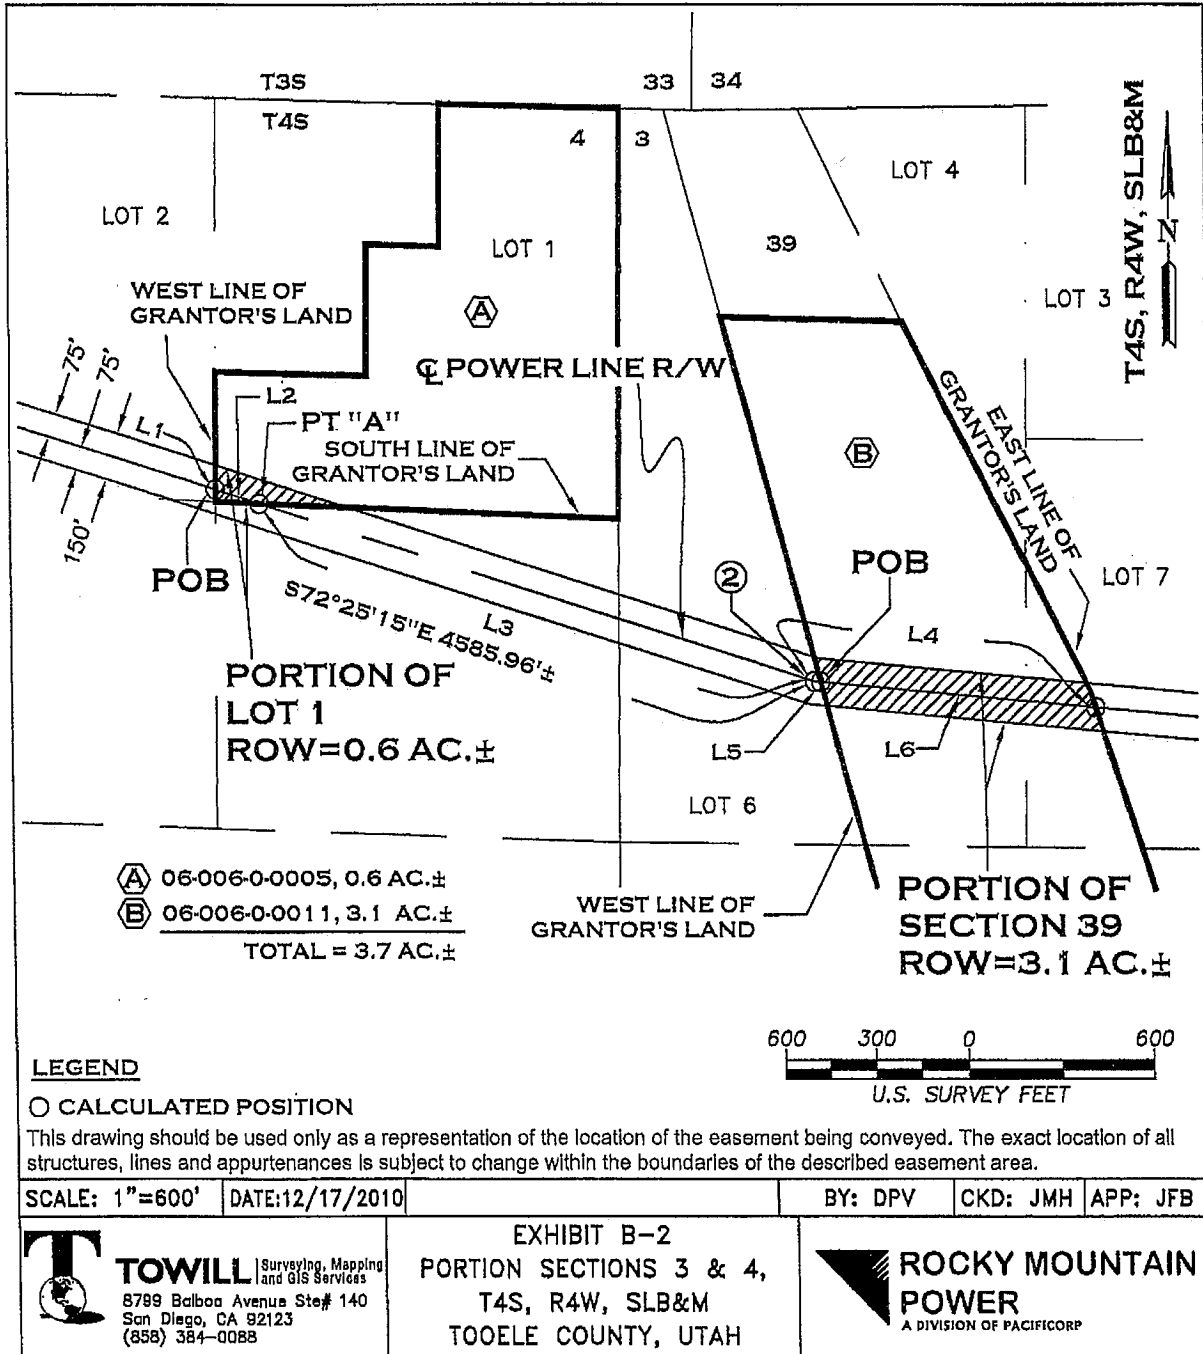 T3S
33
34
T4S
4
3
LOT 4
T4S, R4W, SLB&M
N
LOT 2
LOT 1
39
LOT 3
WEST LINE OF
GRANTOR'S LAND
A
℄ POWER LINE R/W
75'
75'
L1
L2
PT "A"
SOUTH LINE OF
GRANTOR'S LAND
B
EAST LINE OF
GRANTOR'S LAND
150'
POB
2
POB
LOT 7
S72°25'15"E 4585.96'±
L3
L4
PORTION OF
LOT 1
ROW=0.6 AC.±
L5
L6
LOT 6
A 06-006-0-0005, 0.6 AC.±
B 06-006-0-0011, 3.1 AC.±
TOTAL = 3.7 AC.±
WEST LINE OF
GRANTOR'S LAND
PORTION OF
SECTION 39
ROW=3.1 AC.±
600 300 0 600
U.S. SURVEY FEET
LEGEND
CALCULATED POSITION
This drawing should be used only as a representation of the location of the easement being conveyed. The exact location of all
structures, lines and appurtenances is subject to change within the boundaries of the described easement area.
SCALE: 1"=600' DATE:12/17/2010 BY: DPV CKD: JMH APP: JFB
T
TOWILL
Surveying, Mapping
and GIS Services
8799 Balboa Avenue Ste# 140
San Diego, CA 92123
(858) 384-0088
EXHIBIT B-2
PORTION SECTIONS 3 & 4,
T4S, R4W, SLB&M
TOOELE COUNTY, UTAH
ROCKY MOUNTAIN
POWER
A DIVISION OF PACIFICORP